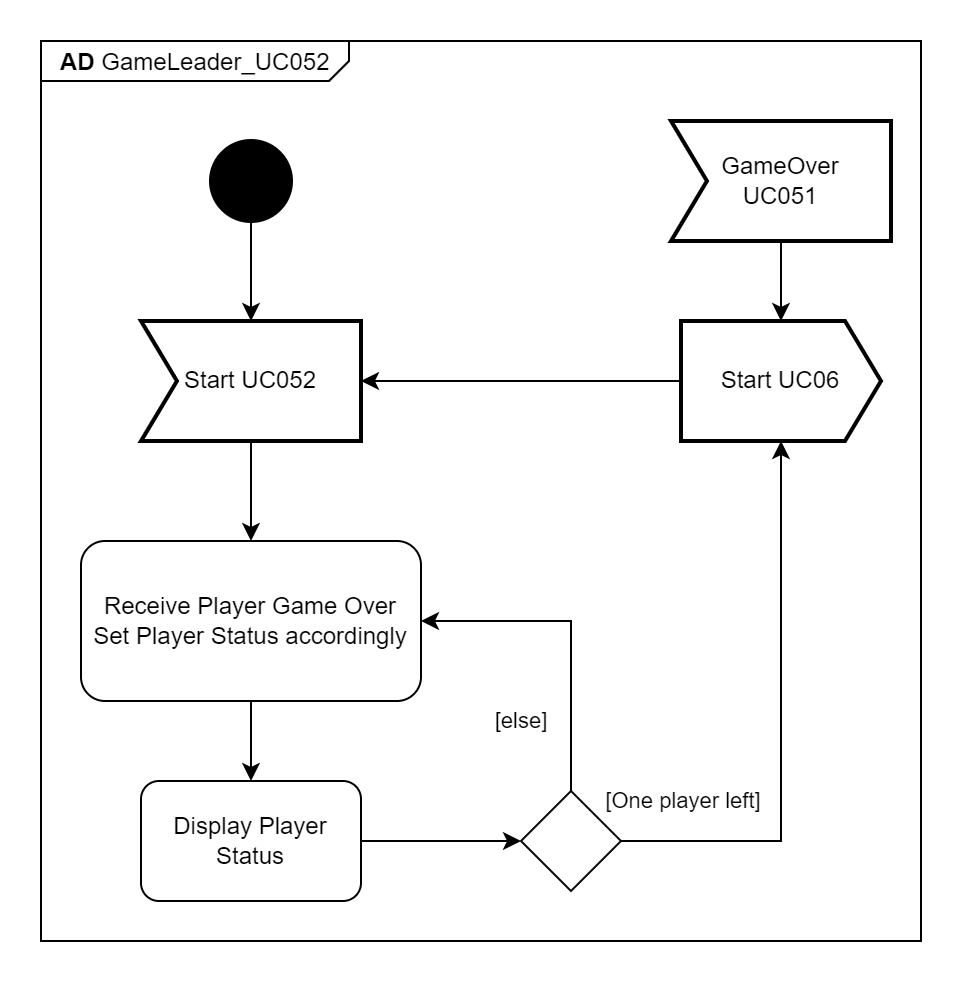 AD GameLeader_UC052
GameOver
UC051
Start UC052
Start UC06
Receive Player Game Over
Set Player Status accordingly
[else]
[One player left]
Display Player
Status